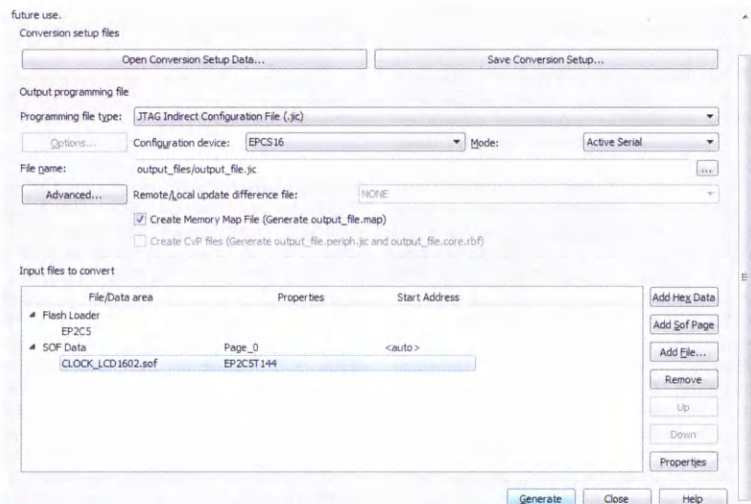 future use.
Conversion setup files
Open Conversion Setup Data... Save Conversion Setup...
Output programming file
Programming file type: JTAG Indirect Configuration File (.jic)
Options... Configuration device: EPCS16 Mode: Active Serial
File name: output_files/output_file.jic ...
Advanced... Remote/Local update difference file: NONE
Create Memory Map File (Generate output_file.map)
Create CvP files (Generate output_file.periph.jic and output_file.core.rbf)
Input files to convert
File/Data area Properties Start Address
Add Hex Data
Flash Loader
EP2C5
Add Sof Page
SOF Data Page_0 <auto>
Add File...
CLOCK_LCD1602.sof EP2C5T144
Remove
Up
Down
Properties
Generate Close Help